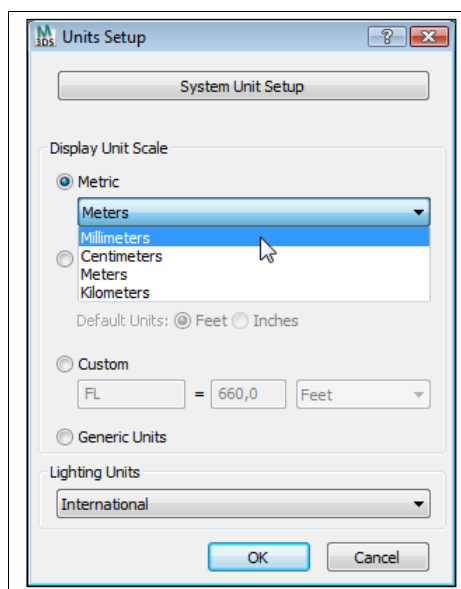 M
3DS
Units Setup
?
System Unit Setup
Display Unit Scale
Metric
Meters
Millimeters
Centimeters
Meters
Kilometers
Default Units: Feet Inches
Custom
FL = 660,0 Feet
Generic Units
Lighting Units
International
OK Cancel